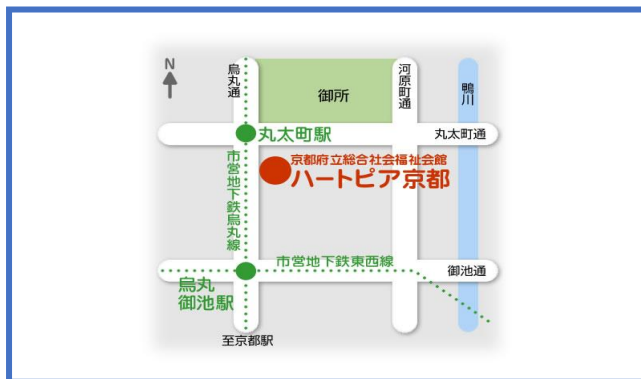 N
烏丸通
御所
河原町通
鴨川
丸太町駅
丸太町通
京都府立総合社会福祉会館
ハートピア京都
市営地下鉄烏丸線
市営地下鉄東西線
御池通
烏丸
御池駅
至京都駅